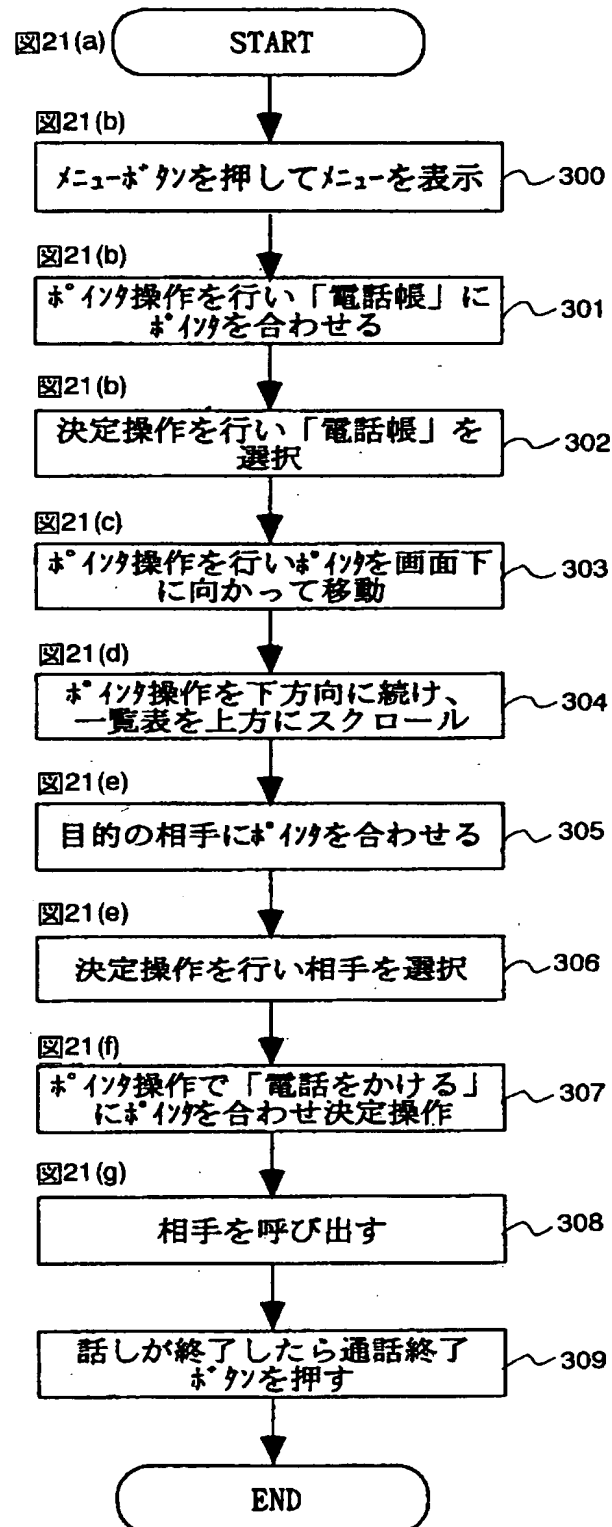 図21(a) START
図21(b)
ﾒﾆｭｰﾎﾞﾀﾝを押してﾒﾆｭｰを表示 300
図21(b)
ﾎﾟｲﾝﾀ操作を行い「電話帳」に
ﾎﾟｲﾝﾀを合わせる 301
図21(b)
決定操作を行い「電話帳」を
選択 302
図21(c)
ﾎﾟｲﾝﾀ操作を行いﾎﾟｲﾝﾀを画面下
に向かって移動 303
図21(d)
ﾎﾟｲﾝﾀ操作を下方向に続け、
一覧表を上方にスクロール 304
図21(e)
目的の相手にﾎﾟｲﾝﾀを合わせる 305
図21(e)
決定操作を行い相手を選択 306
図21(f)
ﾎﾟｲﾝﾀ操作で「電話をかける」
にﾎﾟｲﾝﾀを合わせ決定操作 307
図21(g)
相手を呼び出す 308
話しが終了したら通話終了
ﾎﾞﾀﾝを押す 309
END